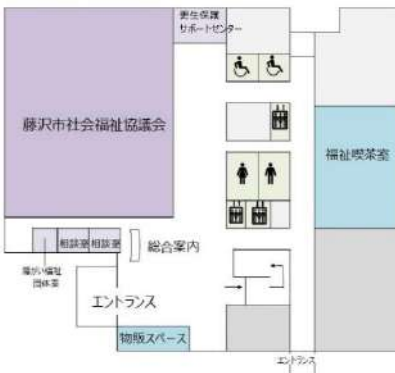 更生保護
サポートセンター
藤沢市社会福祉協議会
福祉喫茶室
相談室
相談室
総合案内
障がい福祉
団体室
エントランス
物販スペース
エントランス